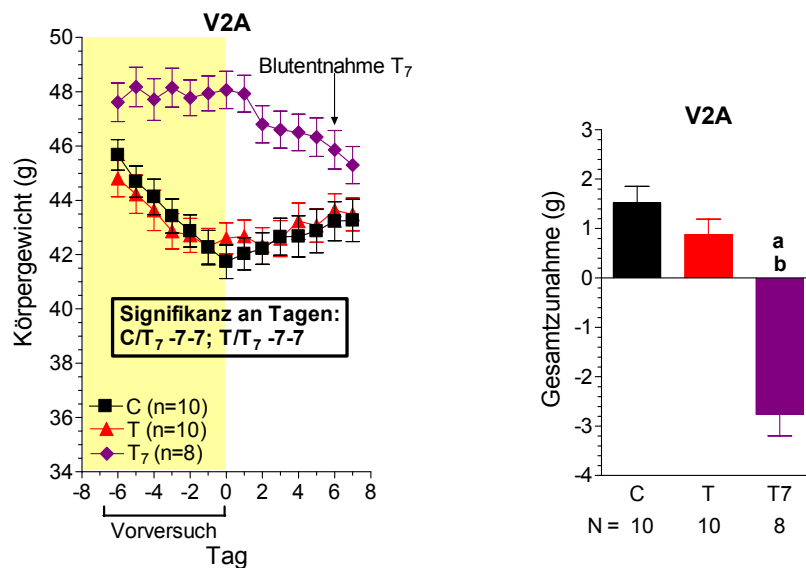 V2A
50
48
46
44
42
40
38
36
34
Körpergewicht (g)
Blutentnahme T7
Signifikanz an Tagen:
C/T7 -7-7; T/T7 -7-7
C (n=10)
T (n=10)
T7 (n=8)
-8 -6 -4 -2 0 2 4 6 8
Vorversuch
Tag
V2A
3
2
1
0
-1
-2
-3
-4
Gesamtzunahme (g)
a
b
C T T7
N = 10 10 8